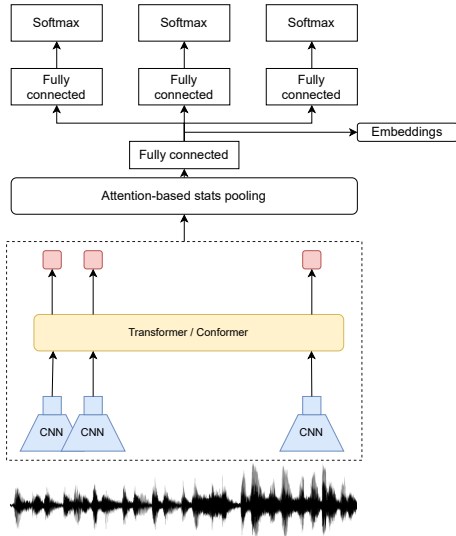 Softmax
Softmax
Softmax
Fully
connected
Fully
connected
Fully
connected
Embeddings
Fully connected
Attention-based stats pooling
Transformer / Conformer
CNN
CNN
CNN